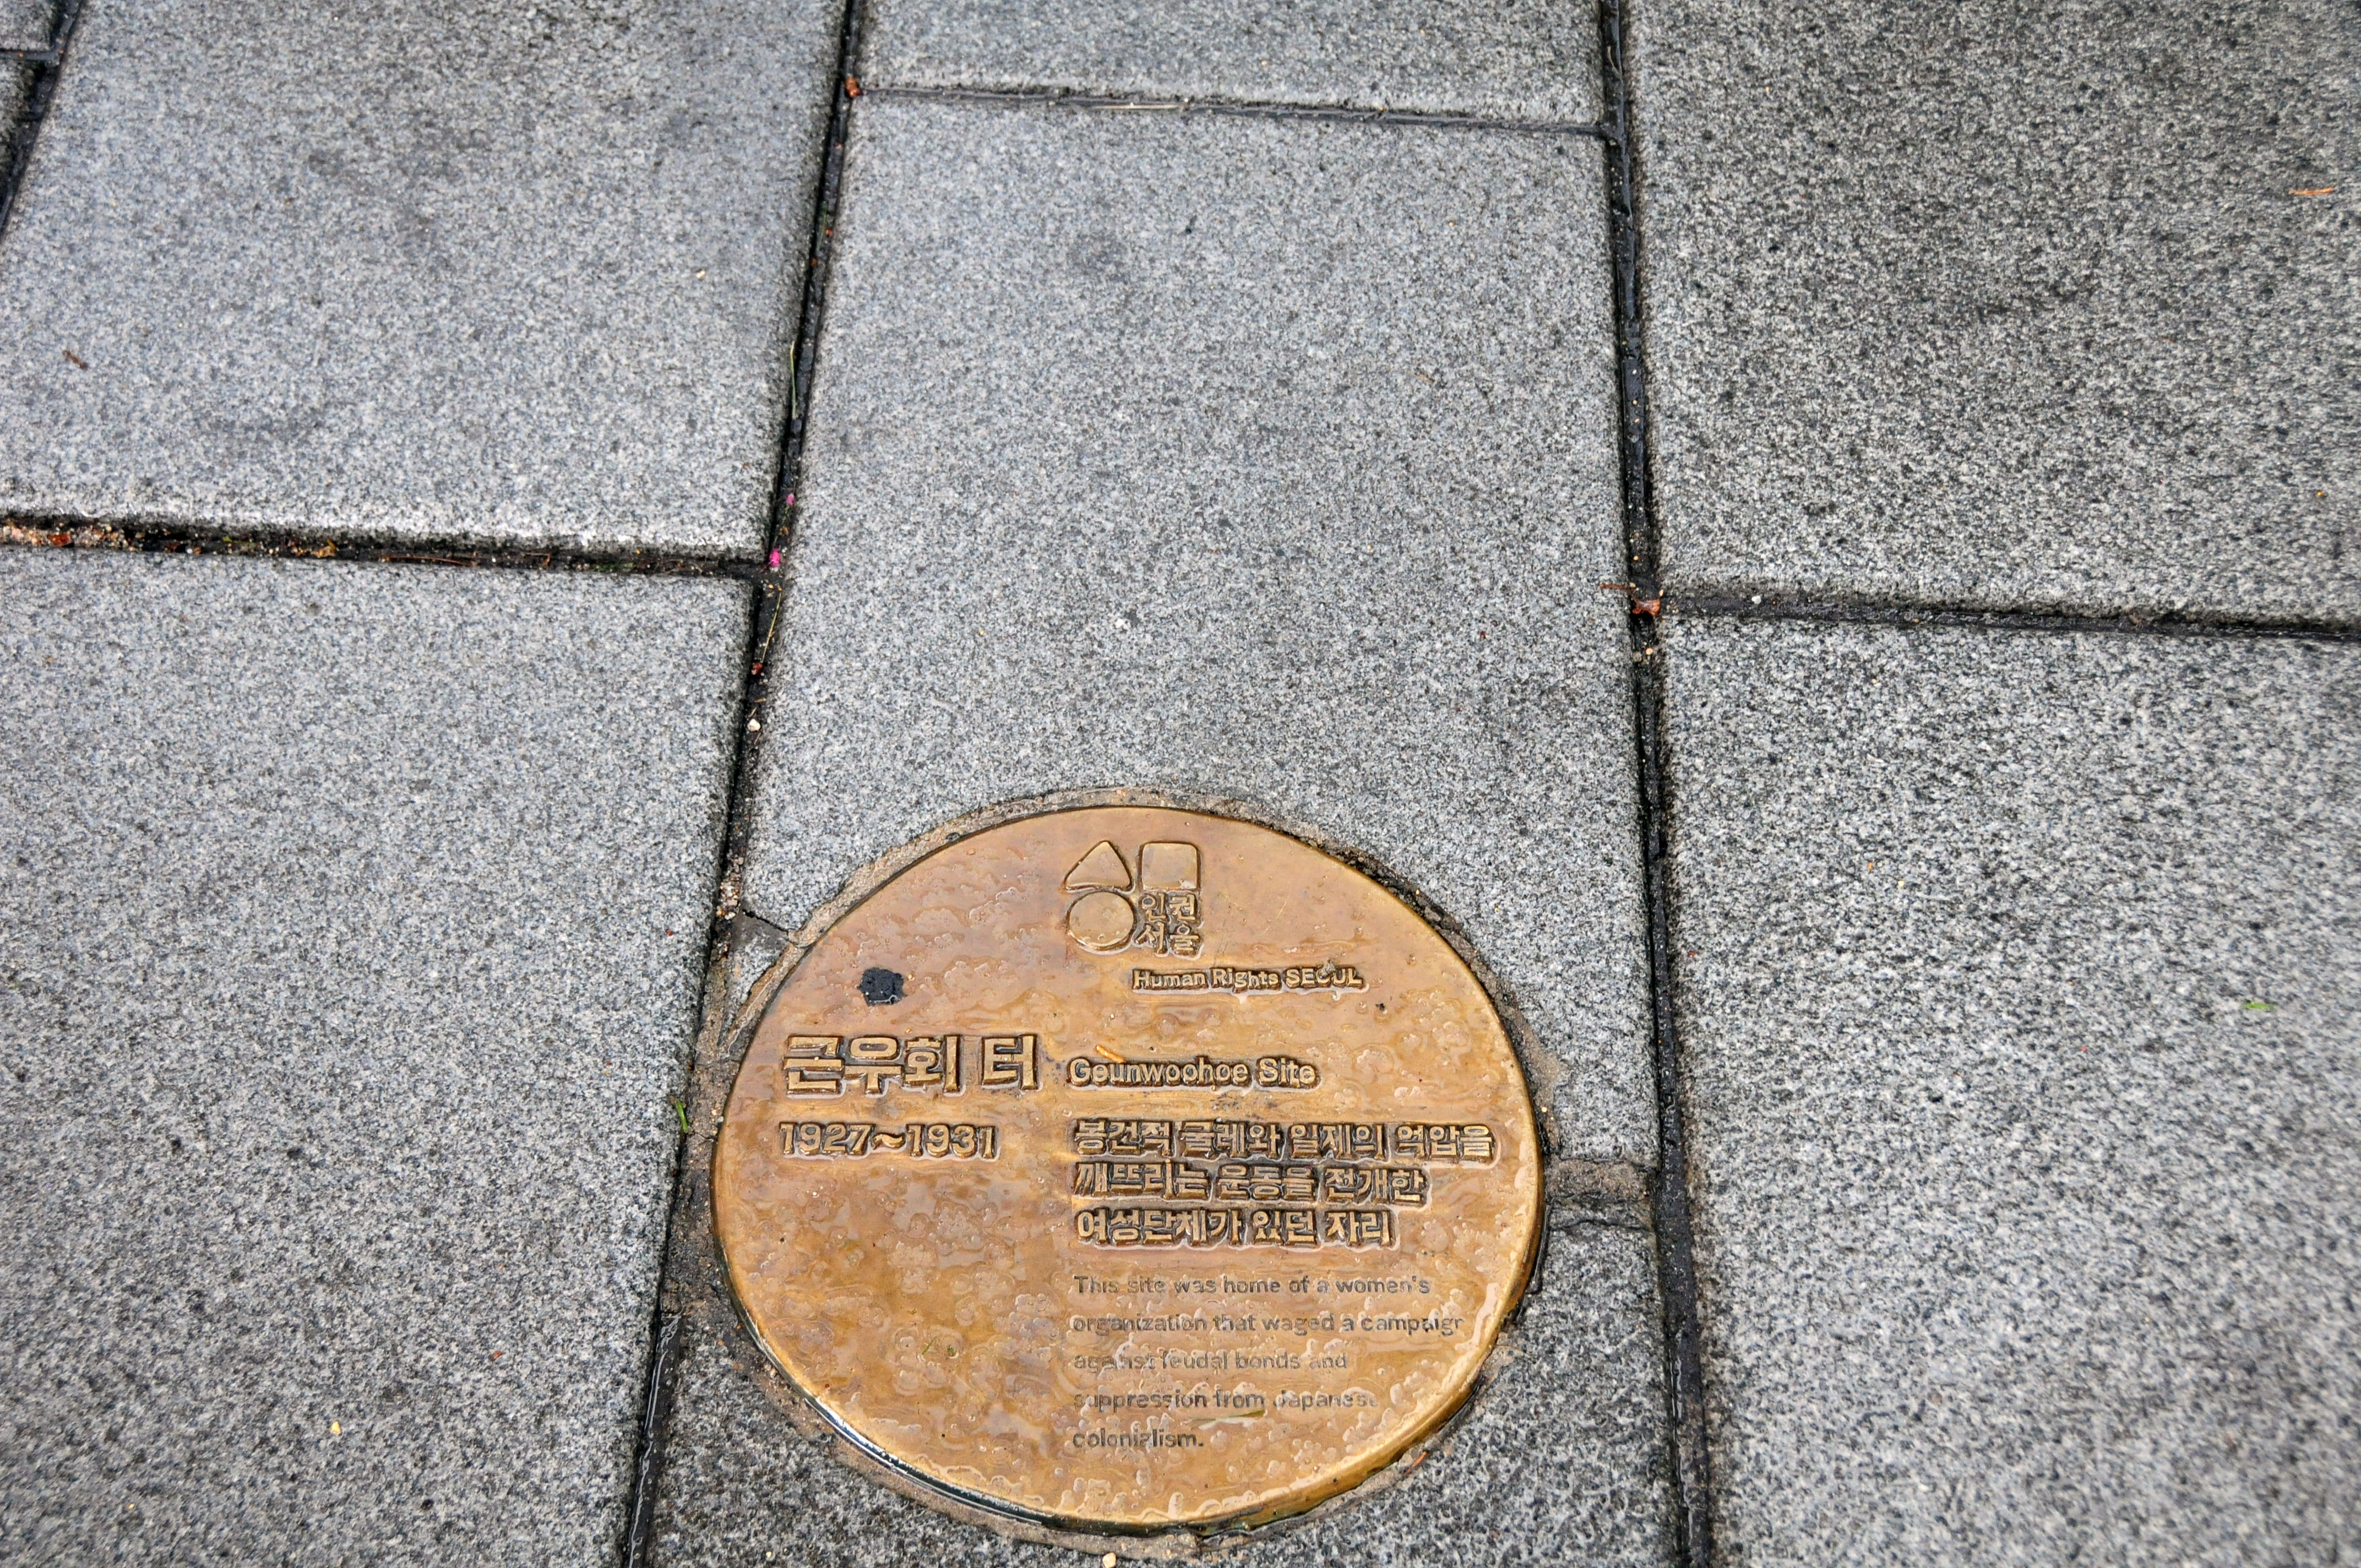 인권
서울
Human Rights SEOUL
근우회 터 Geunwoohoe Site
1927~1931
봉건적 굴레와 일제의 억압을
깨뜨리는 운동을 전개한
여성단체가 있던 자리
This site was home of a women's
organization that waged a campaign
against feudal bonds and
suppression from Japanese
colonialism.